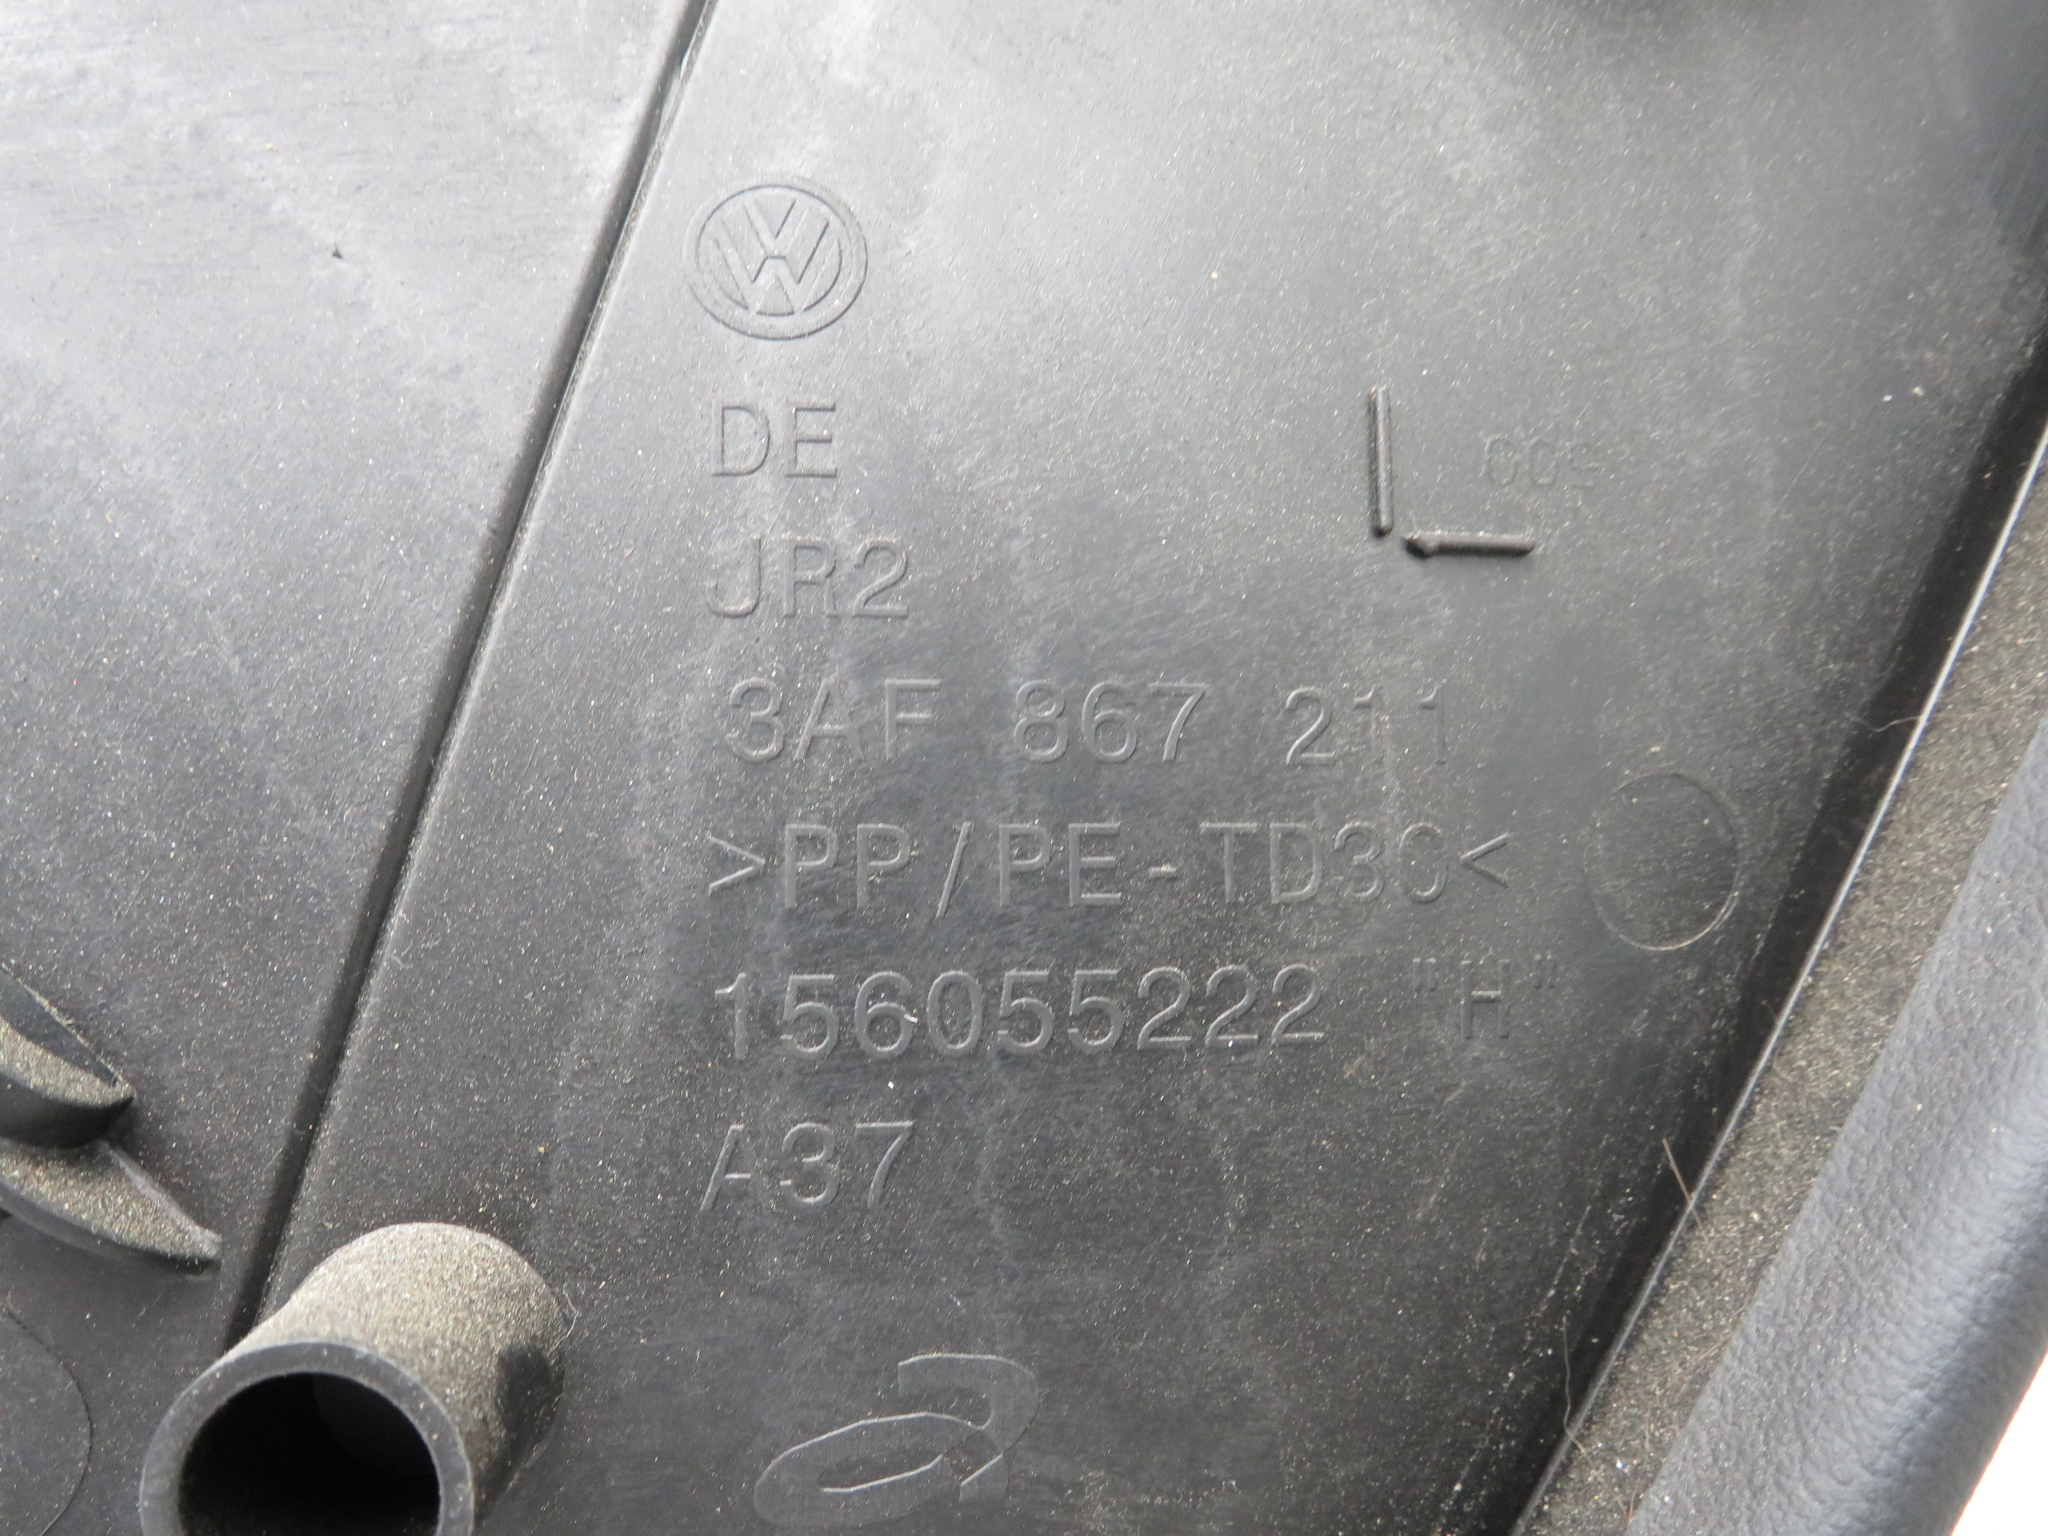 DE
JR2
3AF 867 211
>PP/PE-TD30<
156055222 "H"
A37